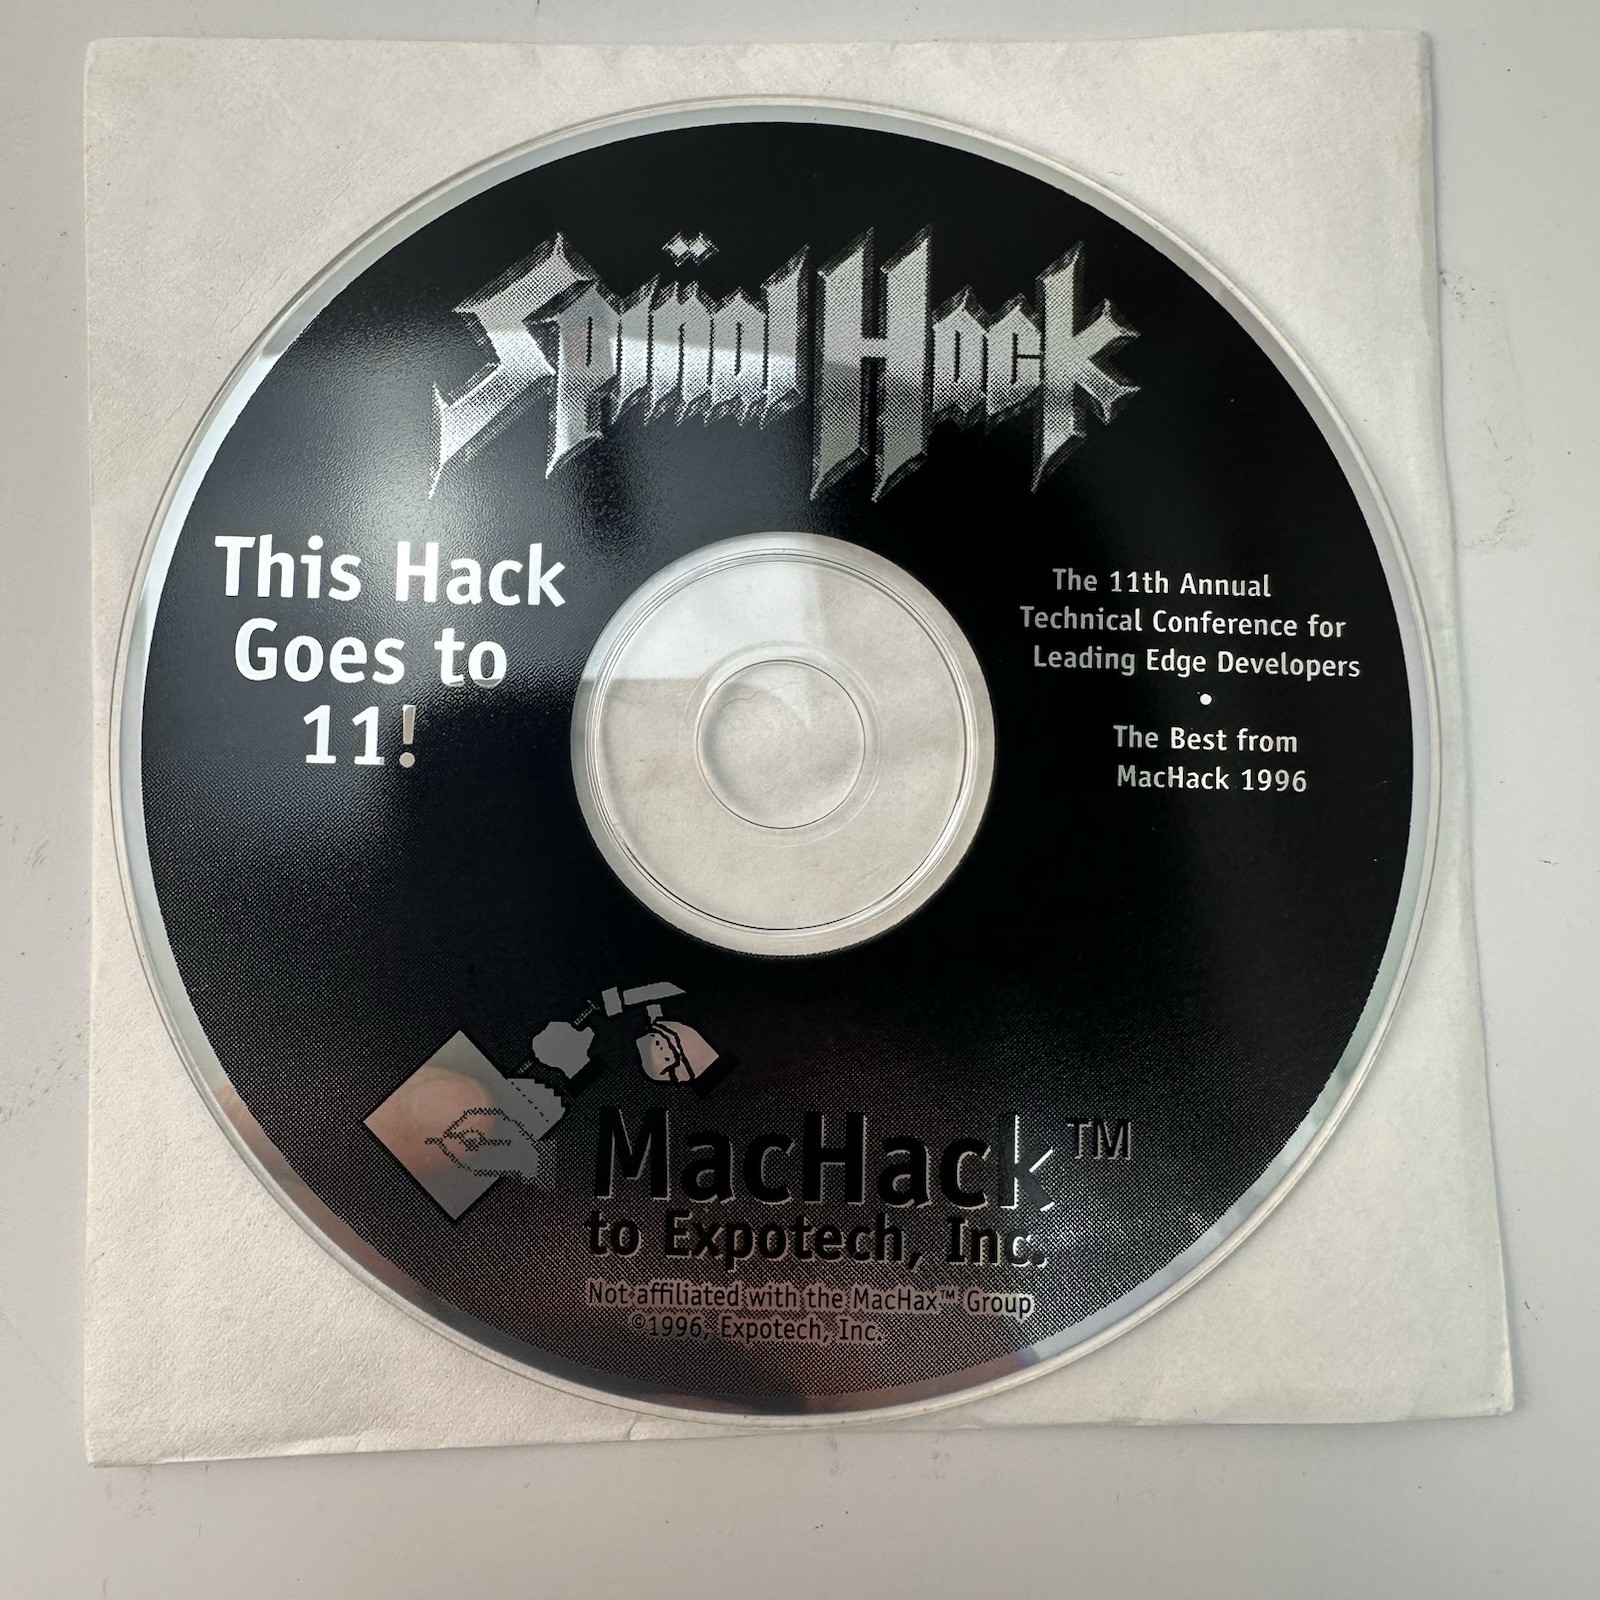 Spinal Hack
This Hack
Goes to
11!
The 11th Annual
Technical Conference for
Leading Edge Developers
•
The Best from
MacHack 1996
MacHack™
to Expotech, Inc.
Not affiliated with the MacHax™ Group
©1996, Expotech, Inc.